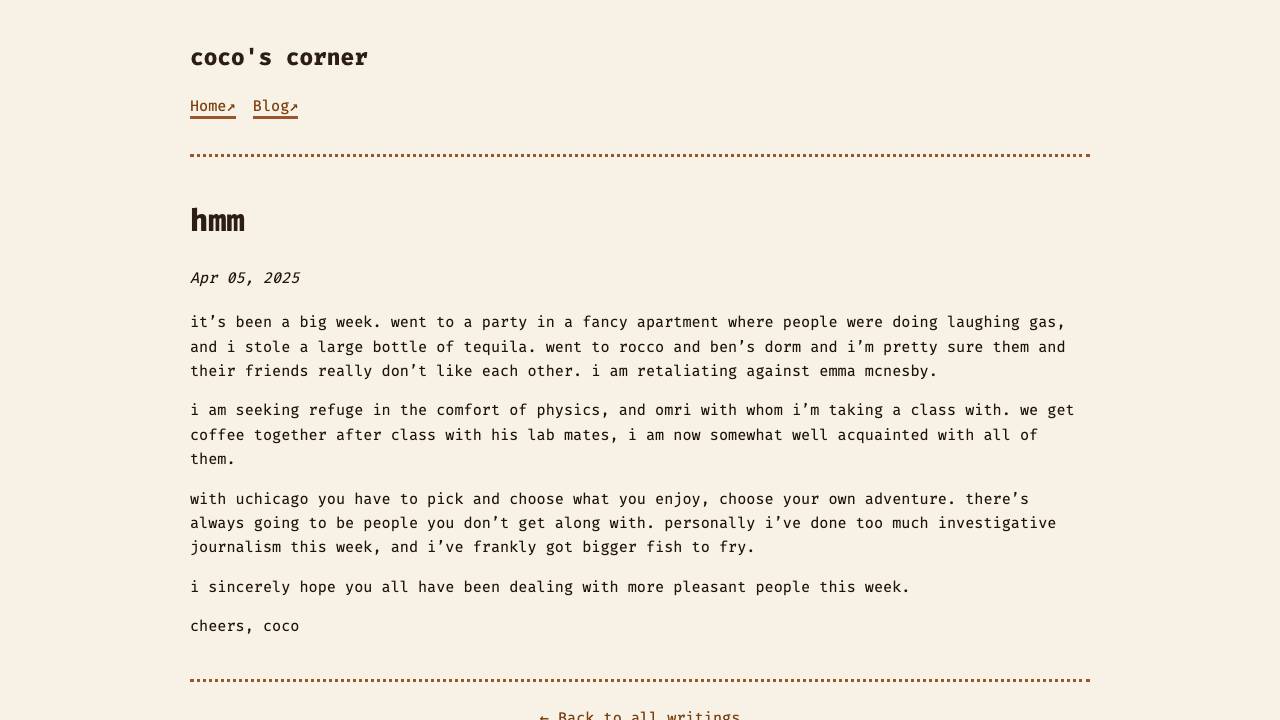 coco's corner
Home↗ Blog↗
hmm
Apr 05, 2025
it’s been a big week. went to a party in a fancy apartment where people were doing laughing gas,
and i stole a large bottle of tequila. went to rocco and ben’s dorm and i’m pretty sure them and
their friends really don’t like each other. i am retaliating against emma mcnesby.
i am seeking refuge in the comfort of physics, and omri with whom i’m taking a class with. we get
coffee together after class with his lab mates, i am now somewhat well acquainted with all of
them.
with uchicago you have to pick and choose what you enjoy, choose your own adventure. there’s
always going to be people you don’t get along with. personally i’ve done too much investigative
journalism this week, and i’ve frankly got bigger fish to fry.
i sincerely hope you all have been dealing with more pleasant people this week.
cheers, coco
← Back to all writings